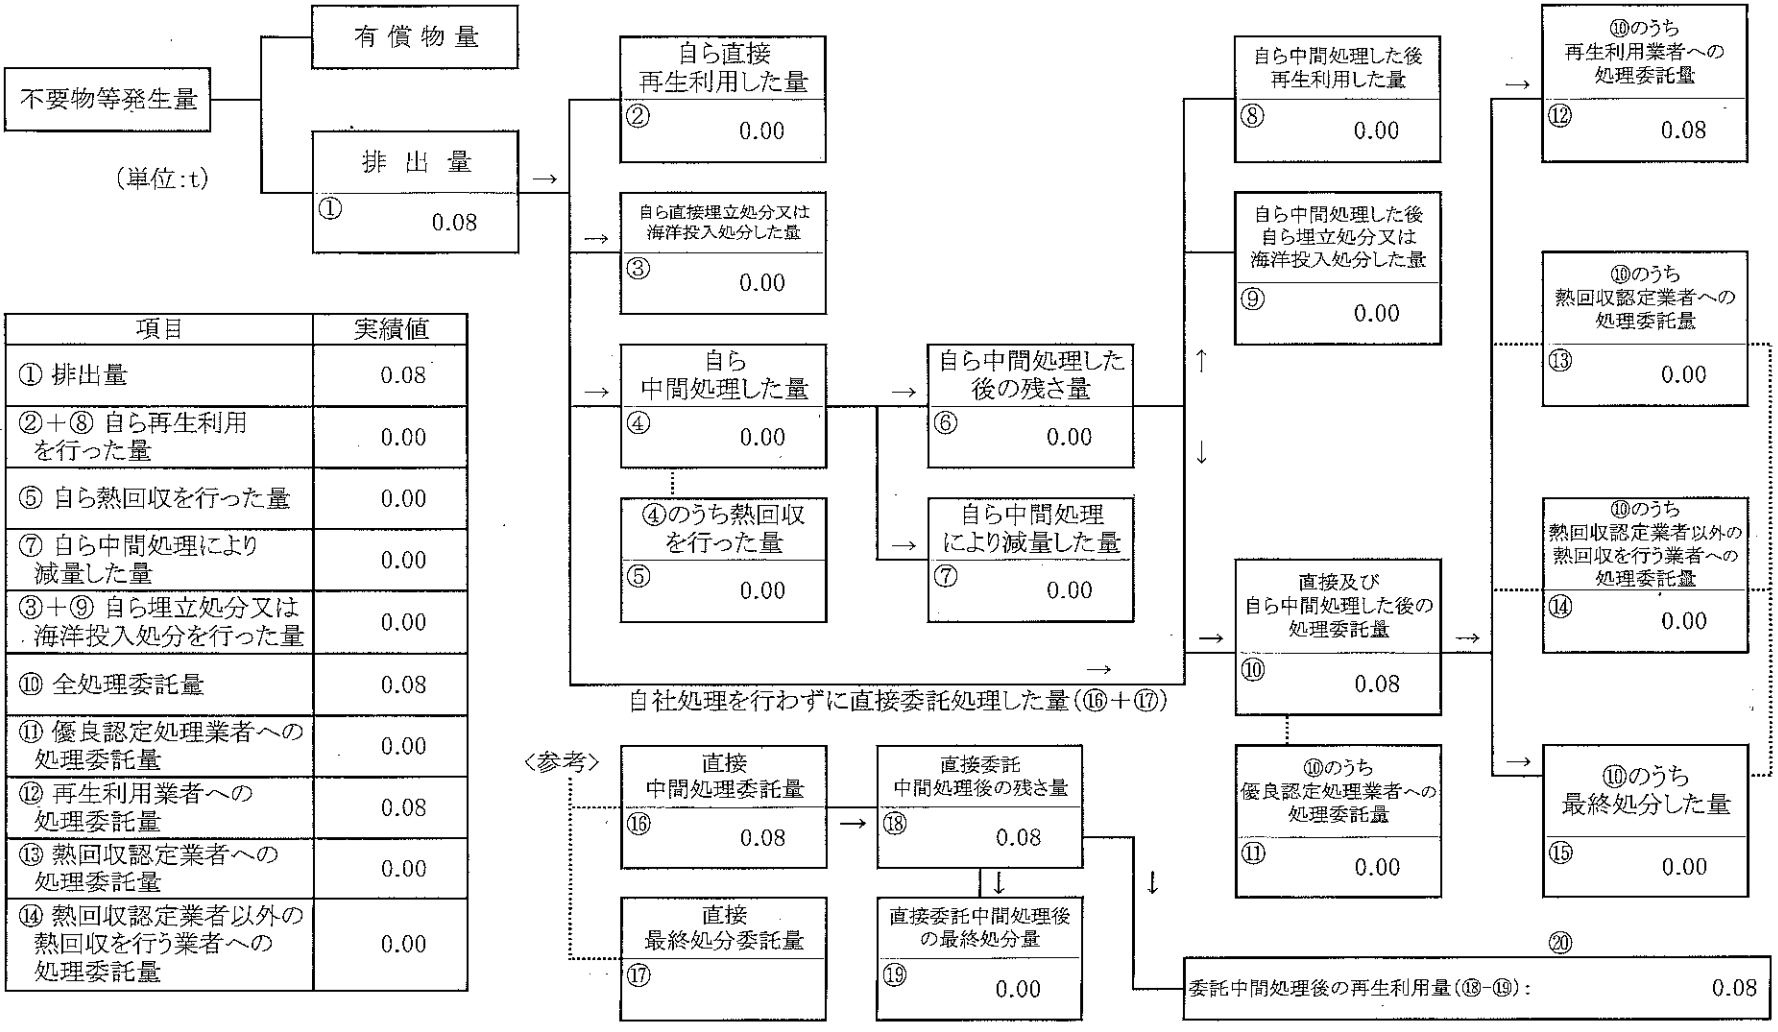 不要物等発生量
有償物量
排出量
① 0.08
(単位:t)
自ら直接
再生利用した量
② 0.00
自ら直接埋立処分又は
海洋投入処分した量
③ 0.00
自ら
中間処理した量
④ 0.00
④のうち熱回収
を行った量
⑤ 0.00
自ら中間処理した
後の残さ量
⑥ 0.00
自ら中間処理
により減量した量
⑦ 0.00
自ら中間処理した後
再生利用した量
⑧ 0.00
自ら中間処理した後
自ら埋立処分又は
海洋投入処分した量
⑨ 0.00
直接及び
自ら中間処理した後の
処理委託量
⑩ 0.08
⑩のうち
優良認定処理業者への
処理委託量
⑪ 0.00
⑩のうち
再生利用業者への
処理委託量
⑫ 0.08
⑩のうち
熱回収認定業者への
処理委託量
⑬ 0.00
⑩のうち
熱回収認定業者以外の
熱回収を行う業者への
処理委託量
⑭ 0.00
⑩のうち
最終処分した量
⑮ 0.00
自社処理を行わずに直接委託処理した量(⑯+⑰)
<参考>
直接
中間処理委託量
⑯ 0.08
直接
最終処分委託量
⑰
直接委託
中間処理後の残さ量
⑱ 0.08
直接委託中間処理後
の最終処分量
⑲ 0.00
⑳
委託中間処理後の再生利用量(⑱-⑲): 0.08
項目 実績値
① 排出量 0.08
②+⑧ 自ら再生利用
を行った量 0.00
⑤ 自ら熱回収を行った量 0.00
⑦ 自ら中間処理により
減量した量 0.00
③+⑨ 自ら埋立処分又は
海洋投入処分を行った量 0.00
⑩ 全処理委託量 0.08
⑪ 優良認定処理業者への
処理委託量 0.00
⑫ 再生利用業者への
処理委託量 0.08
⑬ 熱回収認定業者への
処理委託量 0.00
⑭ 熱回収認定業者以外の
熱回収を行う業者への
処理委託量 0.00